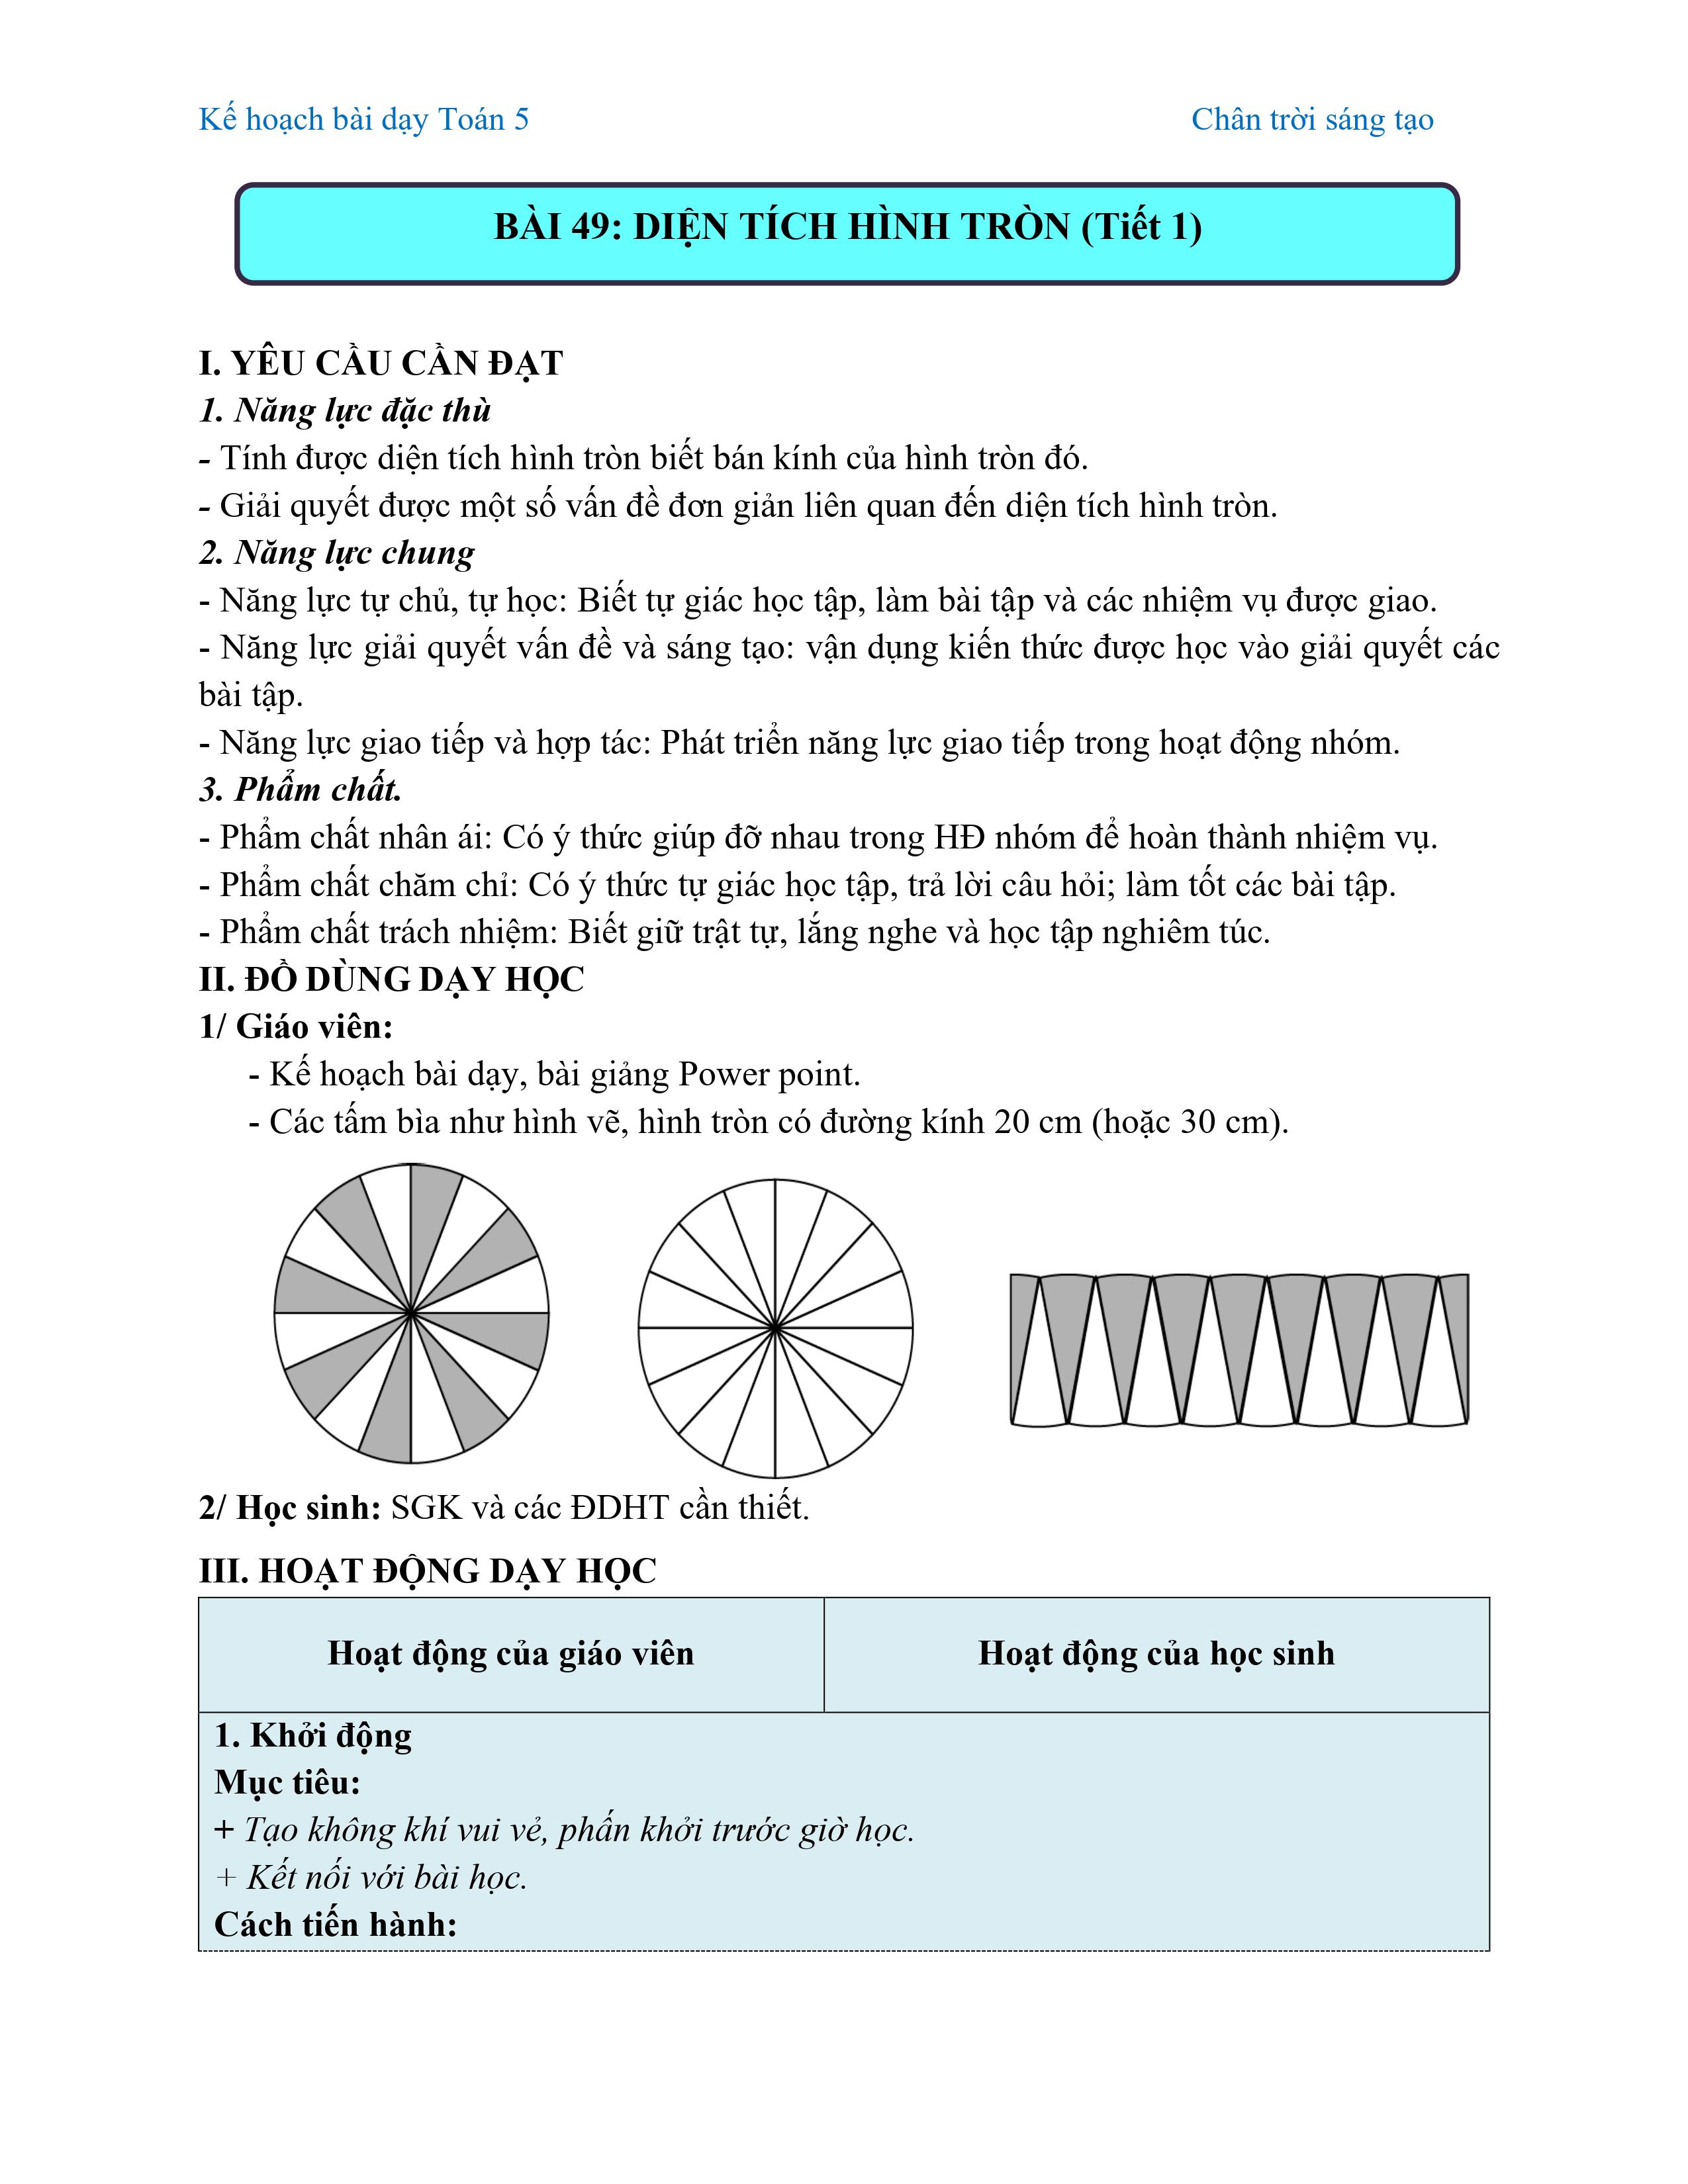 Kế hoạch bài dạy Toán 5 Chân trời sáng tạo
BÀI 49: DIỆN TÍCH HÌNH TRÒN (Tiết 1)
I. YÊU CẦU CẦN ĐẠT
1. Năng lực đặc thù
- Tính được diện tích hình tròn biết bán kính của hình tròn đó.
- Giải quyết được một số vấn đề đơn giản liên quan đến diện tích hình tròn.
2. Năng lực chung
- Năng lực tự chủ, tự học: Biết tự giác học tập, làm bài tập và các nhiệm vụ được giao.
- Năng lực giải quyết vấn đề và sáng tạo: vận dụng kiến thức được học vào giải quyết các
bài tập.
- Năng lực giao tiếp và hợp tác: Phát triển năng lực giao tiếp trong hoạt động nhóm.
3. Phẩm chất.
- Phẩm chất nhân ái: Có ý thức giúp đỡ nhau trong HĐ nhóm để hoàn thành nhiệm vụ.
- Phẩm chất chăm chỉ: Có ý thức tự giác học tập, trả lời câu hỏi; làm tốt các bài tập.
- Phẩm chất trách nhiệm: Biết giữ trật tự, lắng nghe và học tập nghiêm túc.
II. ĐỒ DÙNG DẠY HỌC
1/ Giáo viên:
- Kế hoạch bài dạy, bài giảng Power point.
- Các tấm bìa như hình vẽ, hình tròn có đường kính 20 cm (hoặc 30 cm).
2/ Học sinh: SGK và các ĐDHT cần thiết.
III. HOẠT ĐỘNG DẠY HỌC
Hoạt động của giáo viên Hoạt động của học sinh
1. Khởi động
Mục tiêu:
+ Tạo không khí vui vẻ, phấn khởi trước giờ học.
+ Kết nối với bài học.
Cách tiến hành: